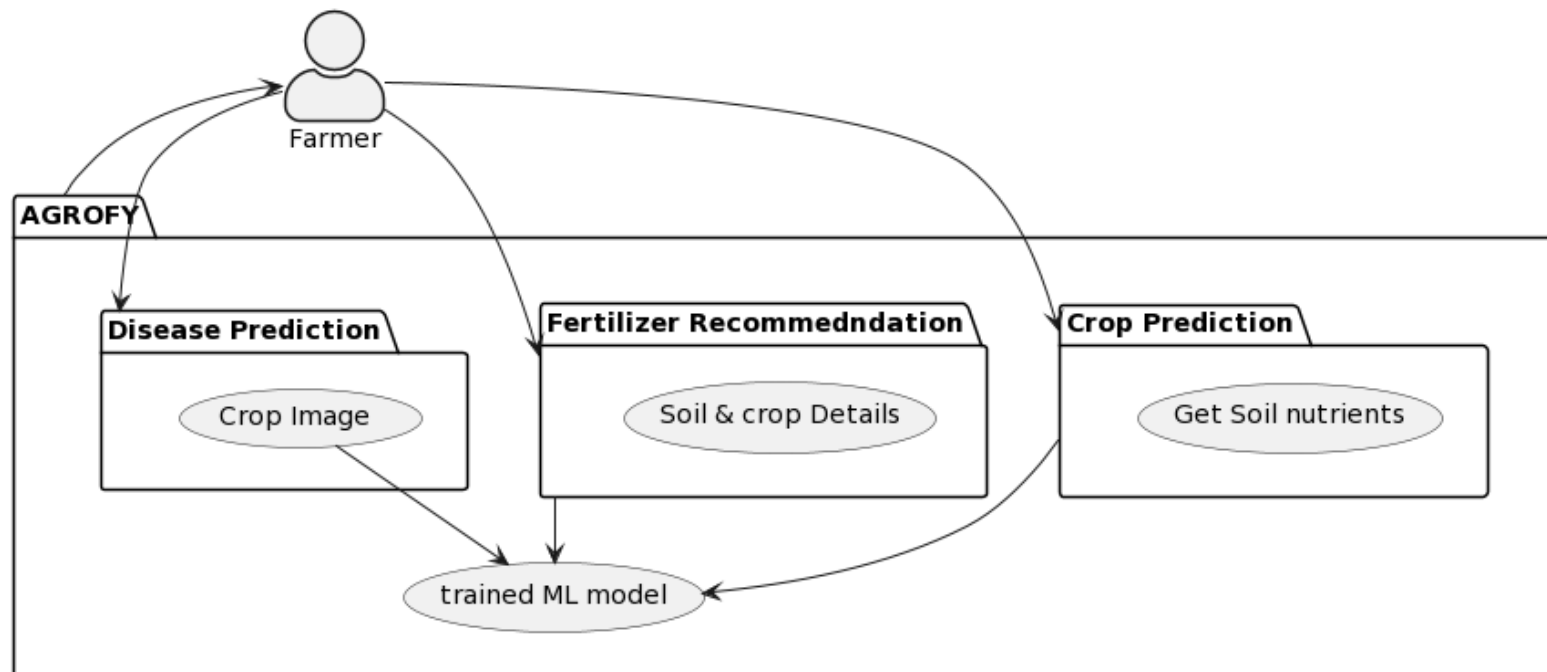 Farmer
AGROFY
Disease Prediction
Fertilizer Recommedndation
Crop Prediction
Crop Image
Soil & crop Details
Get Soil nutrients
trained ML model